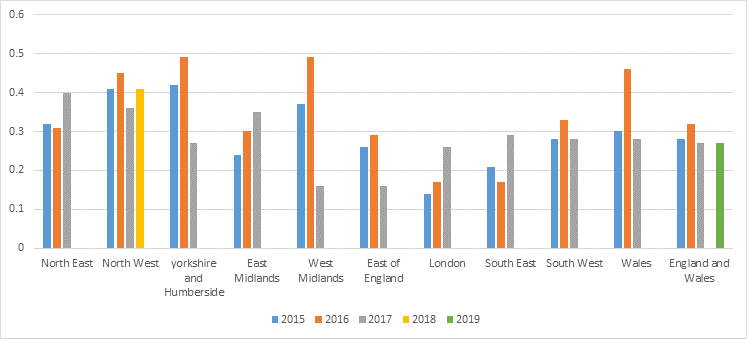 0.6
0.5
0.4
0.3
0.2
0.1
0
North East
North West
yorkshire
and
Humberside
East
Midlands
West
Midlands
East of
England
London
South East
South West
Wales
England and
Wales
2015
2016
2017
2018
2019